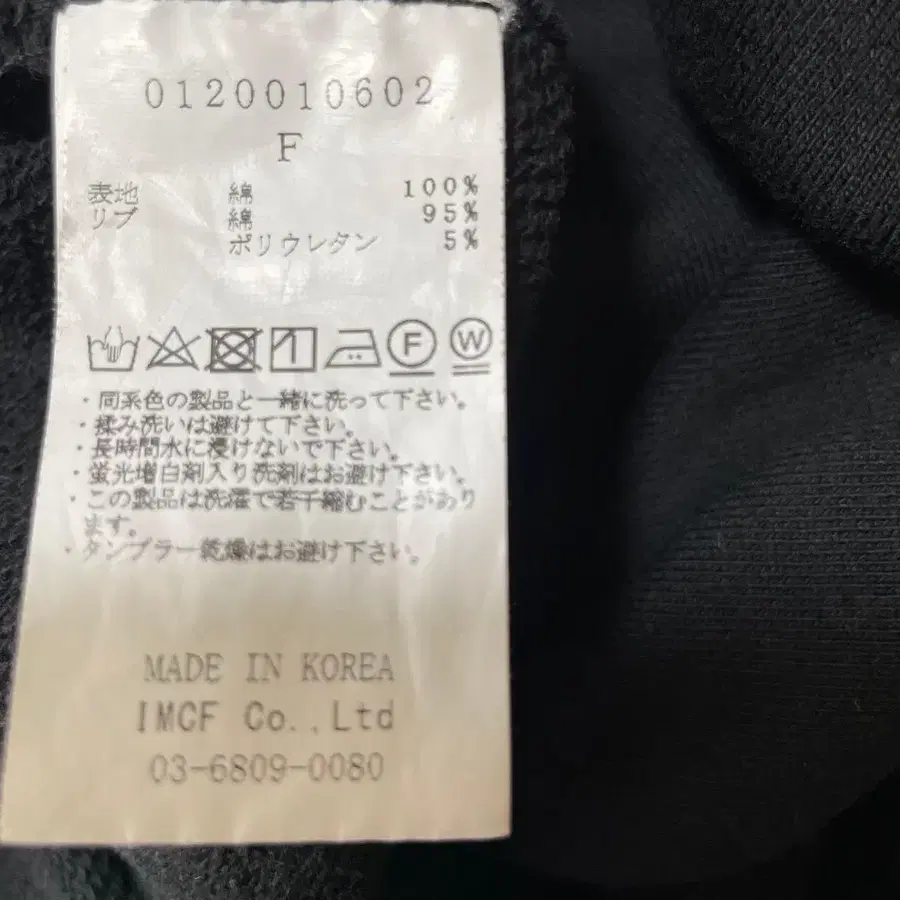 0120010602
F
表地 綿 100%
リブ 綿 95%
ポリウレタン 5%
F W
・同系色の製品と一緒に洗って下さい。
・揉み洗いは避けて下さい。
・長時間水に浸けないで下さい。
・蛍光増白剤入り洗剤はお避け下さい。
・この製品は洗濯で若干縮むことがあり
ます。
・タンブラー乾燥はお避け下さい。
MADE IN KOREA
IMCF Co.,Ltd
03-6809-0080